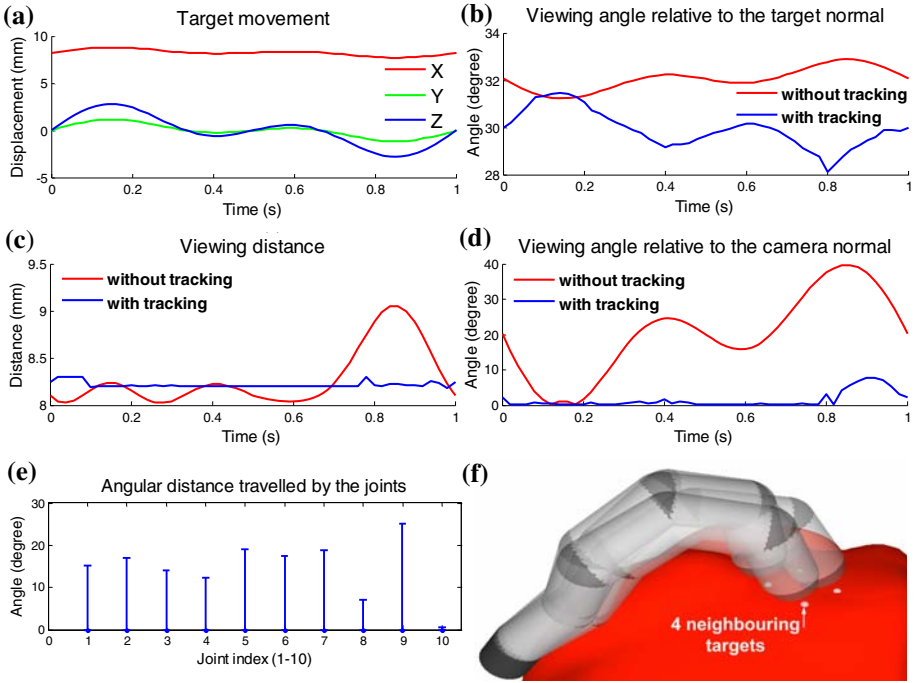 (a)
Target movement
Displacement (mm)
10
5
0
-5
X
Y
Z
0 0.2 0.4 0.6 0.8 1
Time (s)
(b)
Viewing angle relative to the target normal
Angle (degree)
34
32
30
28
without tracking
with tracking
0 0.2 0.4 0.6 0.8 1
Time (s)
(c)
Viewing distance
Distance (mm)
9.5
9
8.5
8
without tracking
with tracking
0 0.2 0.4 0.6 0.8 1
Time (s)
(d)
Viewing angle relative to the camera normal
Angle (degree)
40
30
20
10
0
without tracking
with tracking
0 0.2 0.4 0.6 0.8 1
Time (s)
(e)
Angular distance travelled by the joints
Angle (degree)
30
20
10
0
0 1 2 3 4 5 6 7 8 9 10
Joint index (1-10)
(f)
4 neighbouring
targets